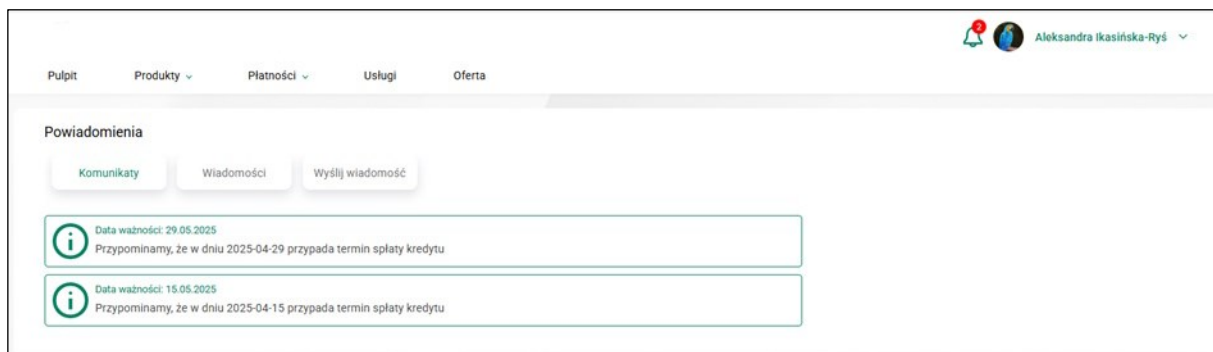 2
Aleksandra Ikasińska-Ryś
Pulpit Produkty Płatności Usługi Oferta
Powiadomienia
Komunikaty Wiadomości Wyślij wiadomość
Data ważności: 29.05.2025
Przypominamy, że w dniu 2025-04-29 przypada termin spłaty kredytu
Data ważności: 15.05.2025
Przypominamy, że w dniu 2025-04-15 przypada termin spłaty kredytu